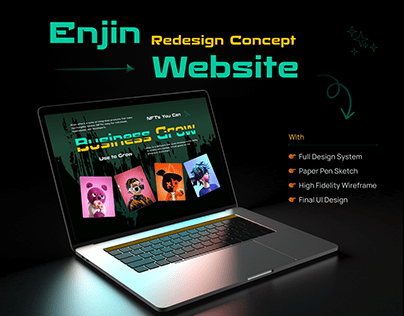 Enjin Redesign Concept
Website
With
Full Design System
Paper Pen Sketch
High Fidelity Wireframe
Final UI Design
NFTs You Can
Business Grow
Use to Grow